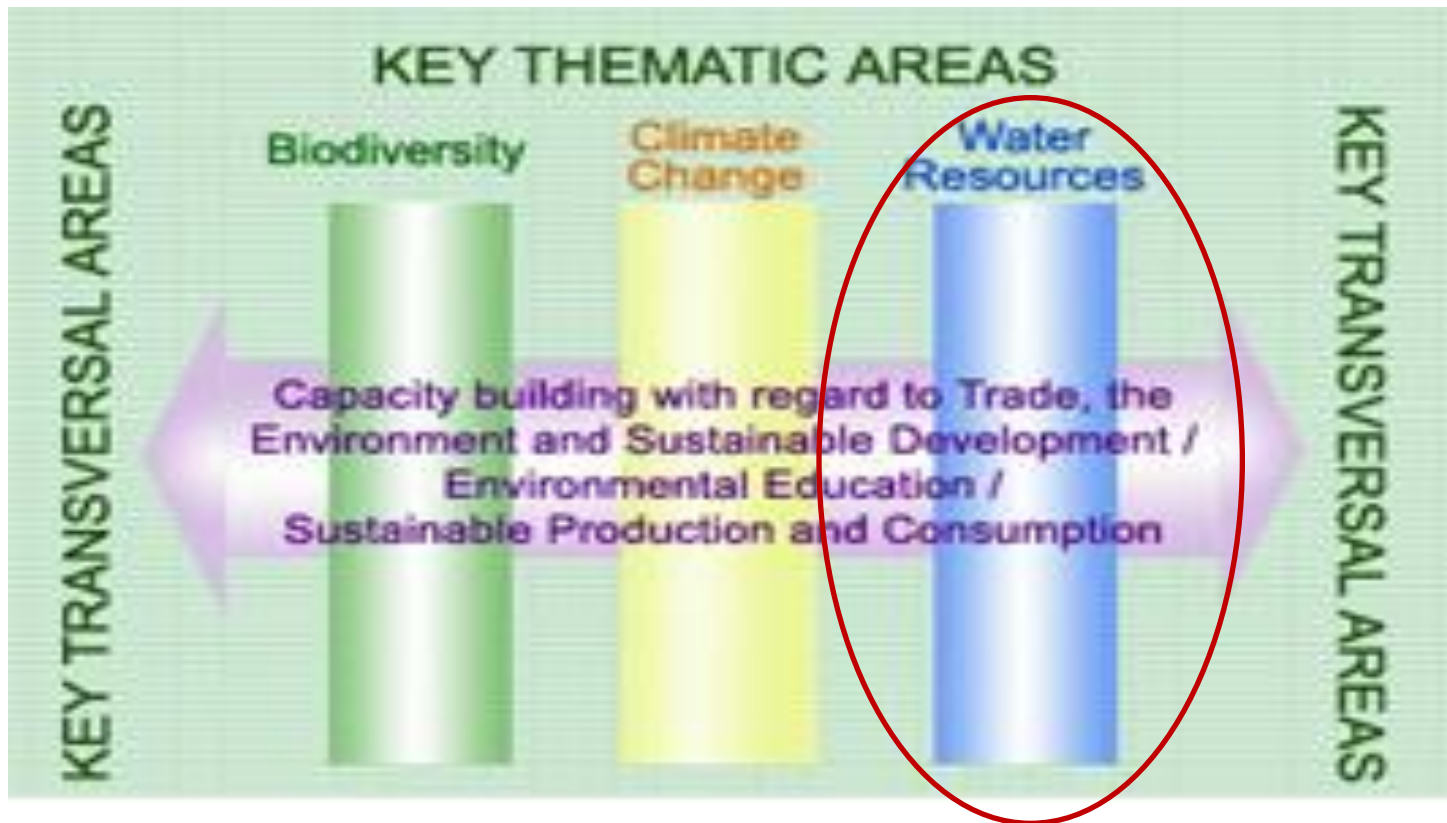 KEY THEMATIC AREAS
KEY TRANSVERSAL AREAS
Biodiversity
Climate
Change
Water
Resources
KEY TRANSVERSAL AREAS
Capacity building with regard to Trade, the
Environment and Sustainable Development /
Environmental Education /
Sustainable Production and Consumption